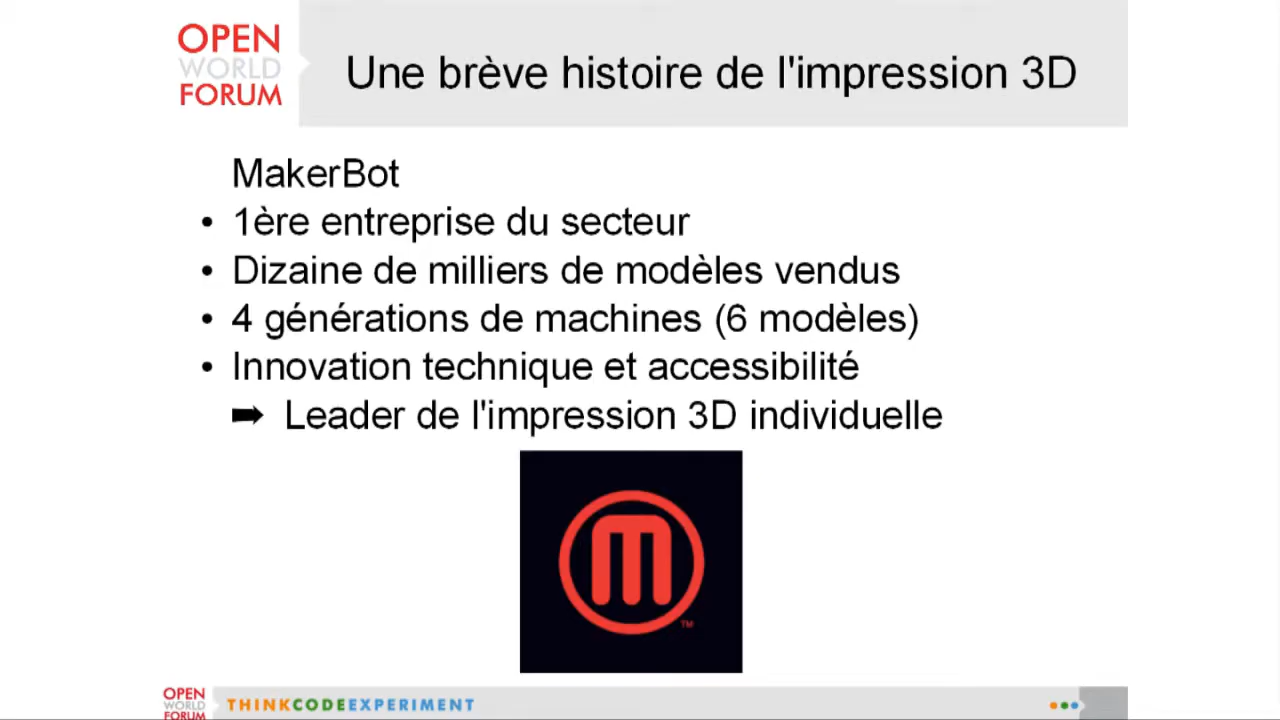 OPEN
WORLD
FORUM
Une brève histoire de l'impression 3D
MakerBot
• 1ère entreprise du secteur
• Dizaine de milliers de modèles vendus
• 4 générations de machines (6 modèles)
• Innovation technique et accessibilité
➡ Leader de l'impression 3D individuelle
M
TM
OPEN
WORLD
FORUM
THINKCODEEXPERIMENT